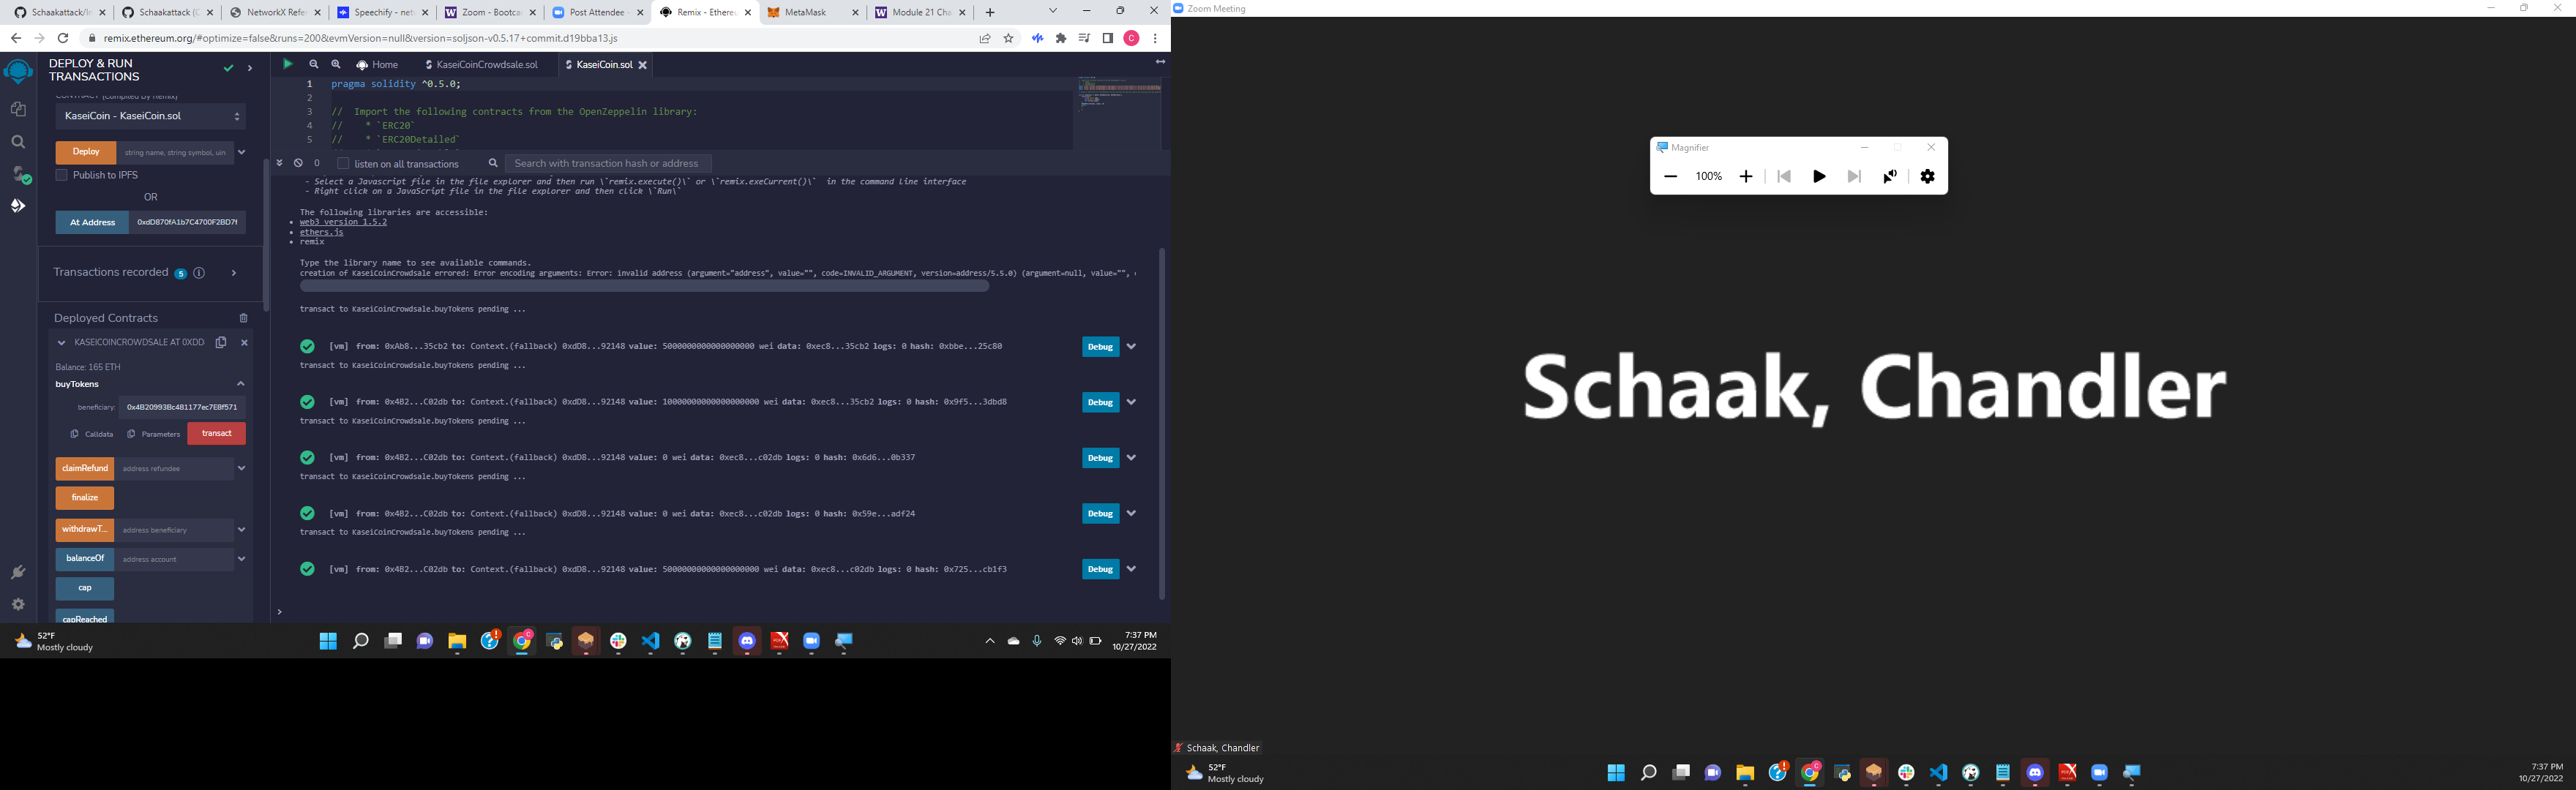 Schaakattack/In
Schaakattack (C
NetworkX Refer
Speechify - net
Zoom - Bootca
Post Attendee -
Remix - Ethereu
MetaMask
Module 21 Cha
remix.ethereum.org/#optimize=false&runs=200&evmVersion=null&version=soljson-v0.5.17+commit.d19bba13.js
C
DEPLOY & RUN
TRANSACTIONS
CONTRACT (Compiled by Remix)
KaseiCoin - KaseiCoin.sol
Deploy string name, string symbol, uin
Publish to IPFS
OR
At Address 0xdD870fA1b7C4700F2BD7f
Transactions recorded 5
Deployed Contracts
KASEICOINCROWDSALE AT 0XDD
Balance: 165 ETH
buyTokens
beneficiary: 0x4B20993Bc481177ec7E8f571
Calldata Parameters transact
claimRefund address refundee
finalize
withdrawT... address beneficiary
balanceOf address account
cap
capReached
Home
KaseiCoinCrowdsale.sol
KaseiCoin.sol
1 pragma solidity ^0.5.0;
2
3 //  Import the following contracts from the OpenZeppelin library:
4 //    * `ERC20`
5 //    * `ERC20Detailed`
0 listen on all transactions Search with transaction hash or address
- Select a Javascript file in the file explorer and then run \`remix.execute()\` or \`remix.exeCurrent()\`  in the command line interface
- Right click on a JavaScript file in the file explorer and then click \`Run\`
The following libraries are accessible:
• web3 version 1.5.2
• ethers.js
• remix
Type the library name to see available commands.
creation of KaseiCoinCrowdsale errored: Error encoding arguments: Error: invalid address (argument="address", value="", code=INVALID_ARGUMENT, version=address/5.5.0) (argument=null, value="",
transact to KaseiCoinCrowdsale.buyTokens pending ...
[vm] from: 0xAb8...35cb2 to: Context.(fallback) 0xdD8...92148 value: 5000000000000000000 wei data: 0xec8...35cb2 logs: 0 hash: 0xbbe...25c80
Debug
transact to KaseiCoinCrowdsale.buyTokens pending ...
[vm] from: 0x4B2...C02db to: Context.(fallback) 0xdD8...92148 value: 10000000000000000000 wei data: 0xec8...35cb2 logs: 0 hash: 0x9f5...3dbd8
Debug
transact to KaseiCoinCrowdsale.buyTokens pending ...
[vm] from: 0x4B2...C02db to: Context.(fallback) 0xdD8...92148 value: 0 wei data: 0xec8...c02db logs: 0 hash: 0x6d6...0b337
Debug
transact to KaseiCoinCrowdsale.buyTokens pending ...
[vm] from: 0x4B2...C02db to: Context.(fallback) 0xdD8...92148 value: 0 wei data: 0xec8...c02db logs: 0 hash: 0x59e...adf24
Debug
transact to KaseiCoinCrowdsale.buyTokens pending ...
[vm] from: 0x4B2...C02db to: Context.(fallback) 0xdD8...92148 value: 50000000000000000000 wei data: 0xec8...c02db logs: 0 hash: 0x725...cb1f3
Debug
52°F
Mostly cloudy
7:37 PM
10/27/2022
Zoom Meeting
Magnifier
100%
Schaak, Chandler
Schaak, Chandler
52°F
Mostly cloudy
7:37 PM
10/27/2022